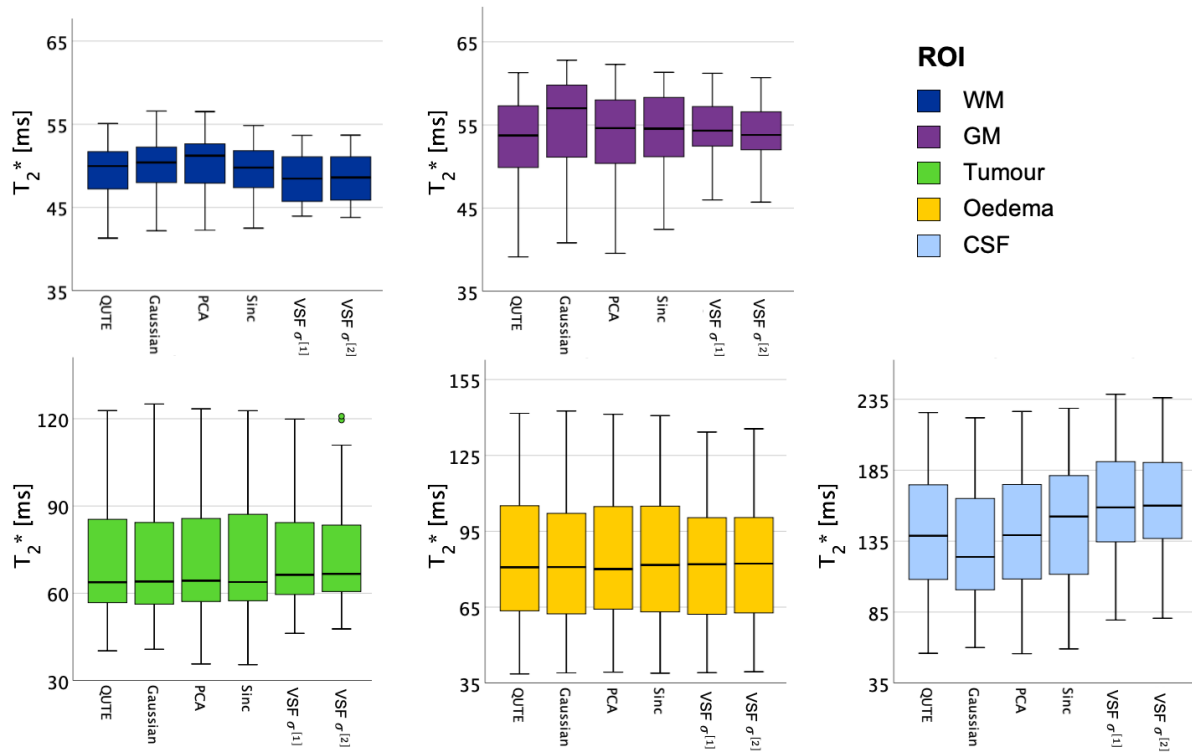 65
55
45
35
T2* [ms]
QUTE
Gaussian
PCA
Sinc
VSF σ[1]
VSF σ[2]
65
55
45
35
T2* [ms]
QUTE
Gaussian
PCA
Sinc
VSF σ[1]
VSF σ[2]
ROI
WM
GM
Tumour
Oedema
CSF
120
90
60
30
T2* [ms]
QUTE
Gaussian
PCA
Sinc
VSF σ[1]
VSF σ[2]
155
125
95
65
35
T2* [ms]
QUTE
Gaussian
PCA
Sinc
VSF σ[1]
VSF σ[2]
235
185
135
85
35
T2* [ms]
QUTE
Gaussian
PCA
Sinc
VSF σ[1]
VSF σ[2]